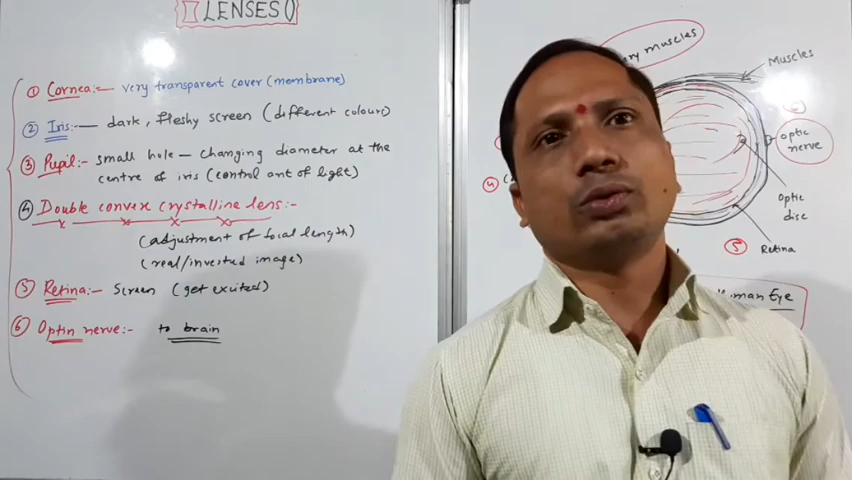 LENSES()
① Cornea:— very transparent cover (membrane)
② Iris:— dark, fleshy screen (different colours)
③ Pupil:- small hole — changing diameter at the
centre of iris (control amt of light)
④ Double convex crystalline lens:-
(adjustment of focal length)
(real/inverted image)
⑤ Retina:— Screen (get excited)
⑥ Optin nerve:- to brain
muscles
Muscles
optic
nerve
④
optic
disc
⑤
Retina
Human Eye